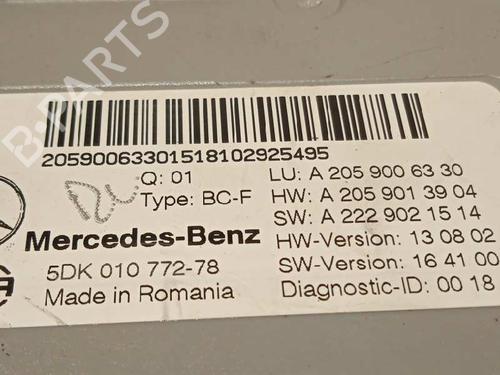 B-PARTS
2059006330151810292549​5
Q: 01
Type: BC-F
Mercedes-Benz
5DK 010 772-78
Made in Romania
LU: A 205 900 63 30
HW: A 205 901 39 04
SW: A 222 902 15 14
HW-Version: 13 08 02
SW-Version: 16 41 00
Diagnostic-ID: 00 18